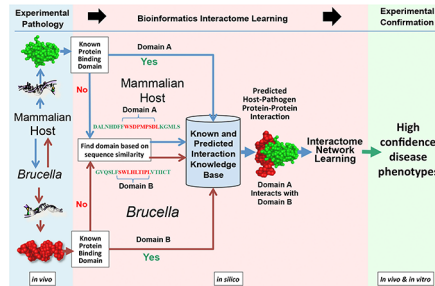 Experimental
Pathology
Bioinformatics Interactome Learning
Experimental
Confirmation
Known
Protein
Binding
Domain
Domain A
Yes
No
Mammalian
Host
Domain A
DALNHDFFWSDPMPSHLKGMLS
Mammalian
Host
Find domain based on
sequence similarity
Known and
Predicted
Interaction
Knowledge
Base
Predicted
Host-Pathogen
Protein-Protein
Interaction
Interactome
Network
Learning
High
confidence
disease
phenotypes
Domain A
Interacts with
Domain B
GVQSLFSWLHLFIPLVTHCT
Domain B
Brucella
No
Brucella
Known
Protein
Binding
Domain
Domain B
Yes
in vivo
in silico
In vivo & in vitro